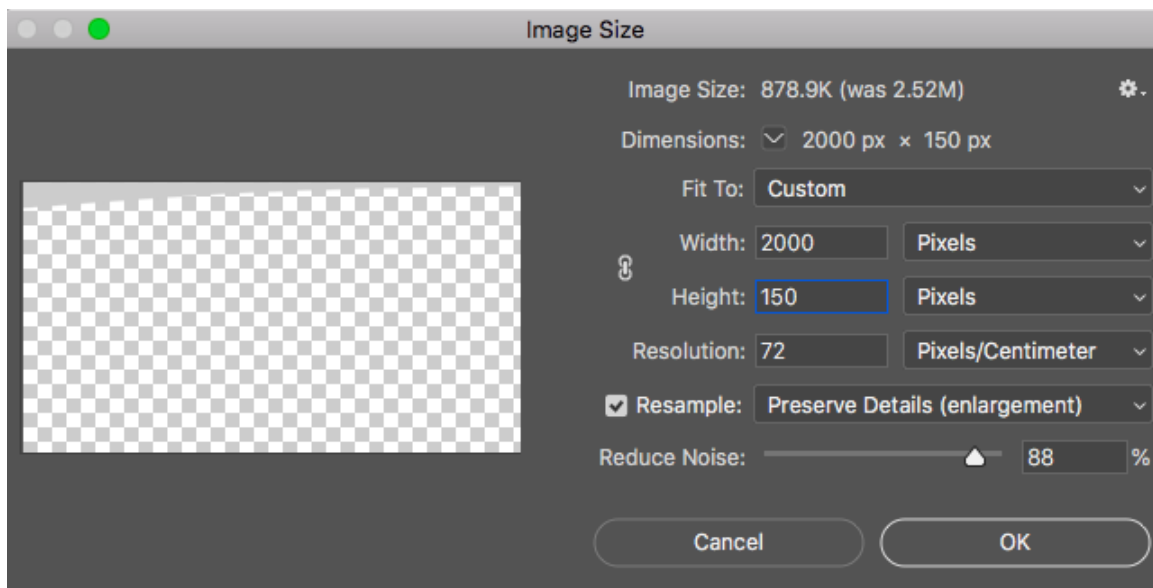 Image Size
Image Size: 878.9K (was 2.52M)
Dimensions: 2000 px × 150 px
Fit To: Custom
Width: 2000 Pixels
Height: 150 Pixels
Resolution: 72 Pixels/Centimeter
Resample: Preserve Details (enlargement)
Reduce Noise: 88 %
Cancel OK